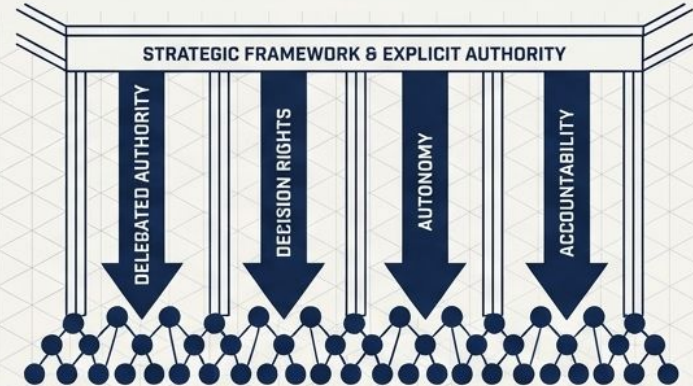 STRATEGIC FRAMEWORK & EXPLICIT AUTHORITY
DELEGATED AUTHORITY
DECISION RIGHTS
AUTONOMY
ACCOUNTABILITY